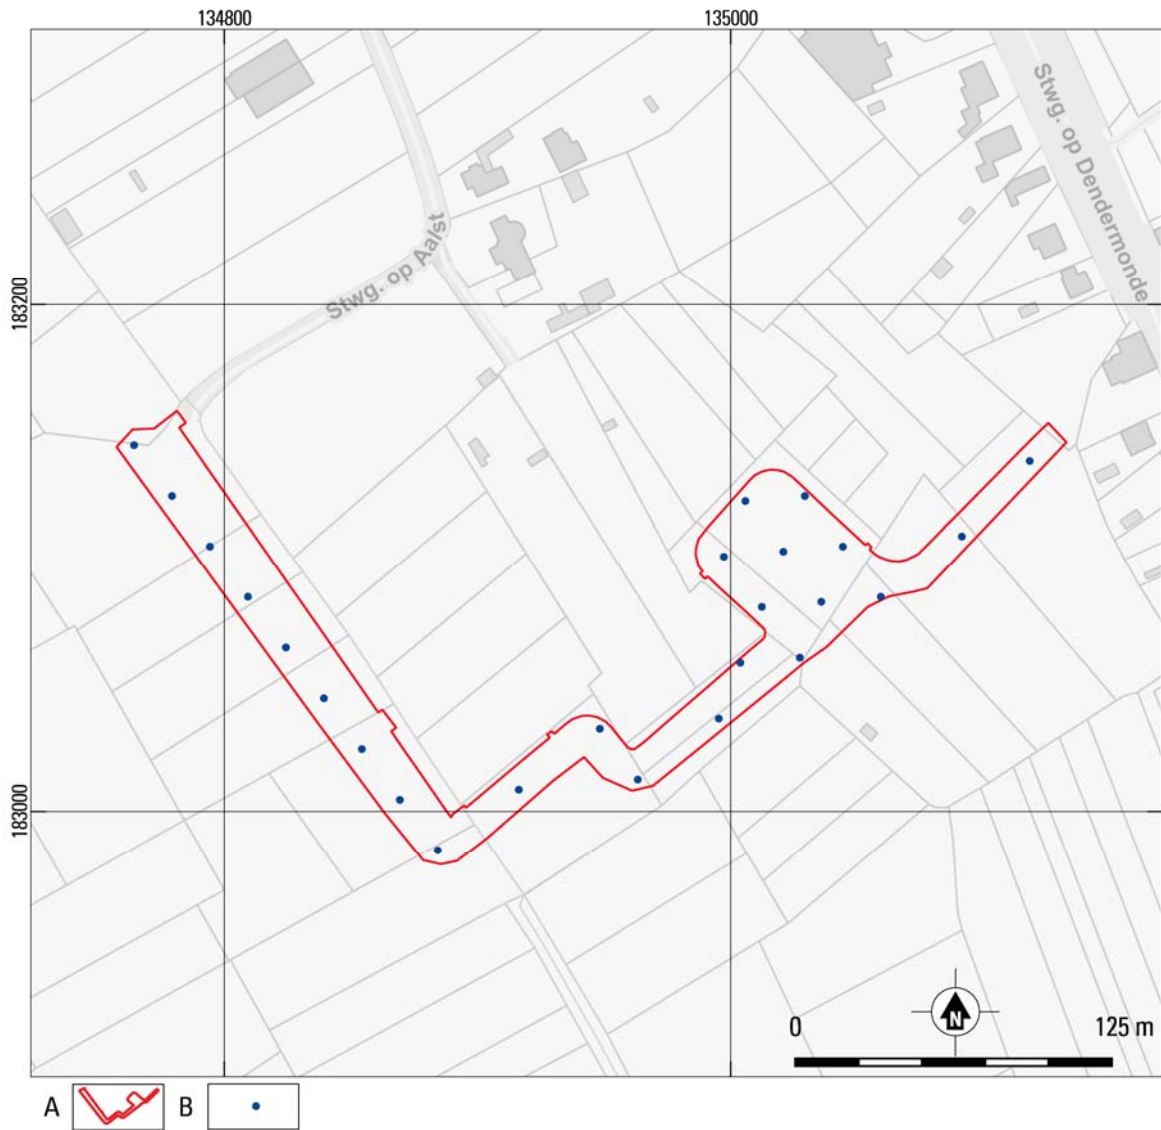 134800
135000
Stwg. op Dendermonde
Stwg. op Aalst
183200
183000
N
0
125 m
A
B